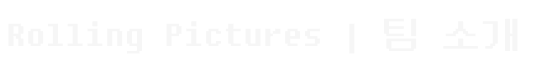 Rolling Pictures | 팀 소개